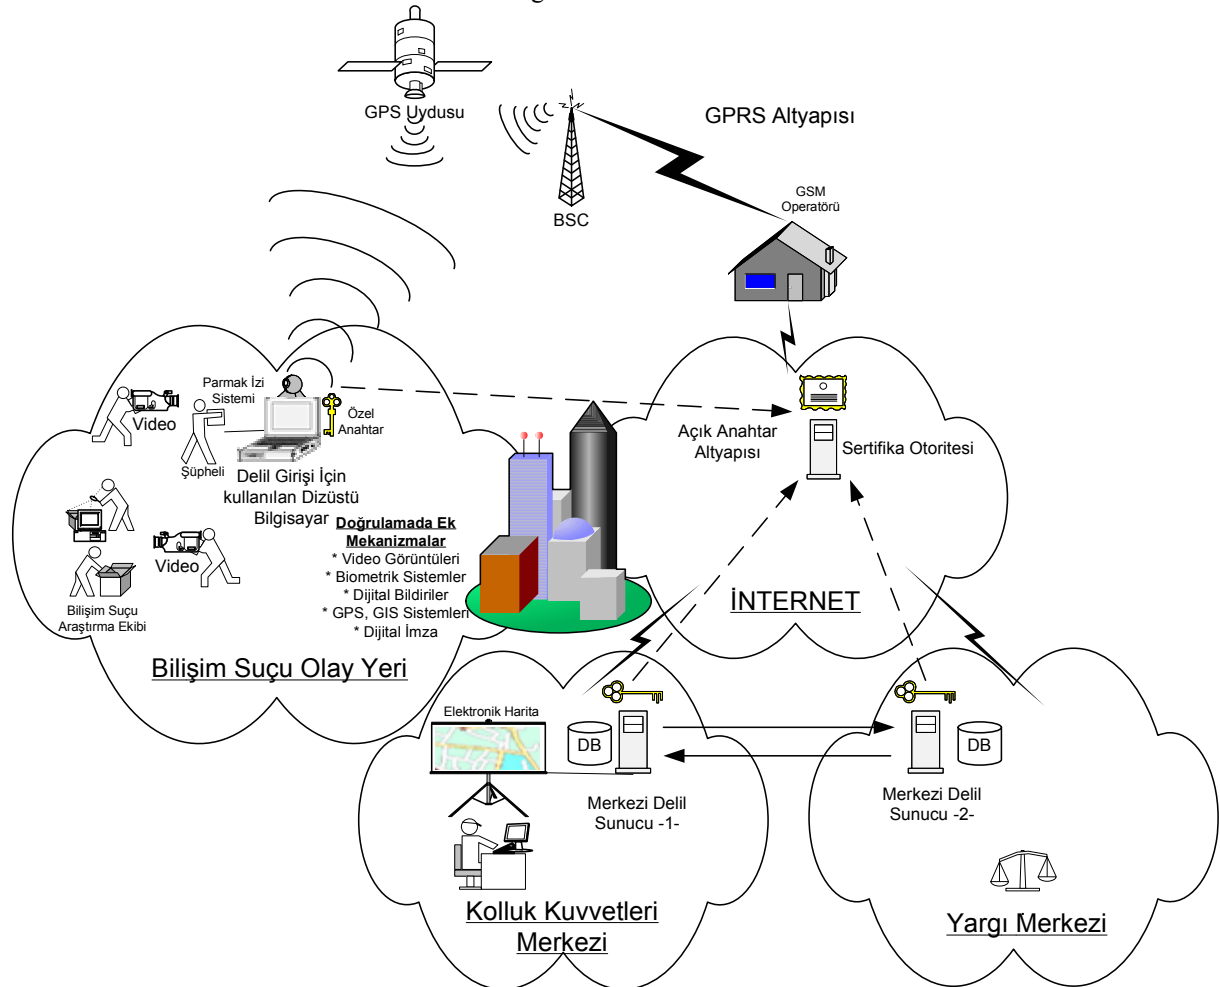 GPS Uydusu
GPRS Altyapısı
BSC
GSM
Operatörü
Parmak İzi
Sistemi
Video
Özel
Anahtar
Şüpheli
Delil Girişi İçin
kullanılan Dizüstü
Bilgisayar
Açık Anahtar
Altyapısı
Sertifika Otoritesi
Doğrulamada Ek
Mekanizmalar
* Video Görüntüleri
* Biometrik Sistemler
* Dijital Bildiriler
* GPS, GIS Sistemleri
* Dijital İmza
Video
Bilişim Suçu
Araştırma Ekibi
Bilişim Suçu Olay Yeri
İNTERNET
Elektronik Harita
DB
Merkezi Delil
Sunucu -1-
DB
Merkezi Delil
Sunucu -2-
Kolluk Kuvvetleri
Merkezi
Yargı Merkezi